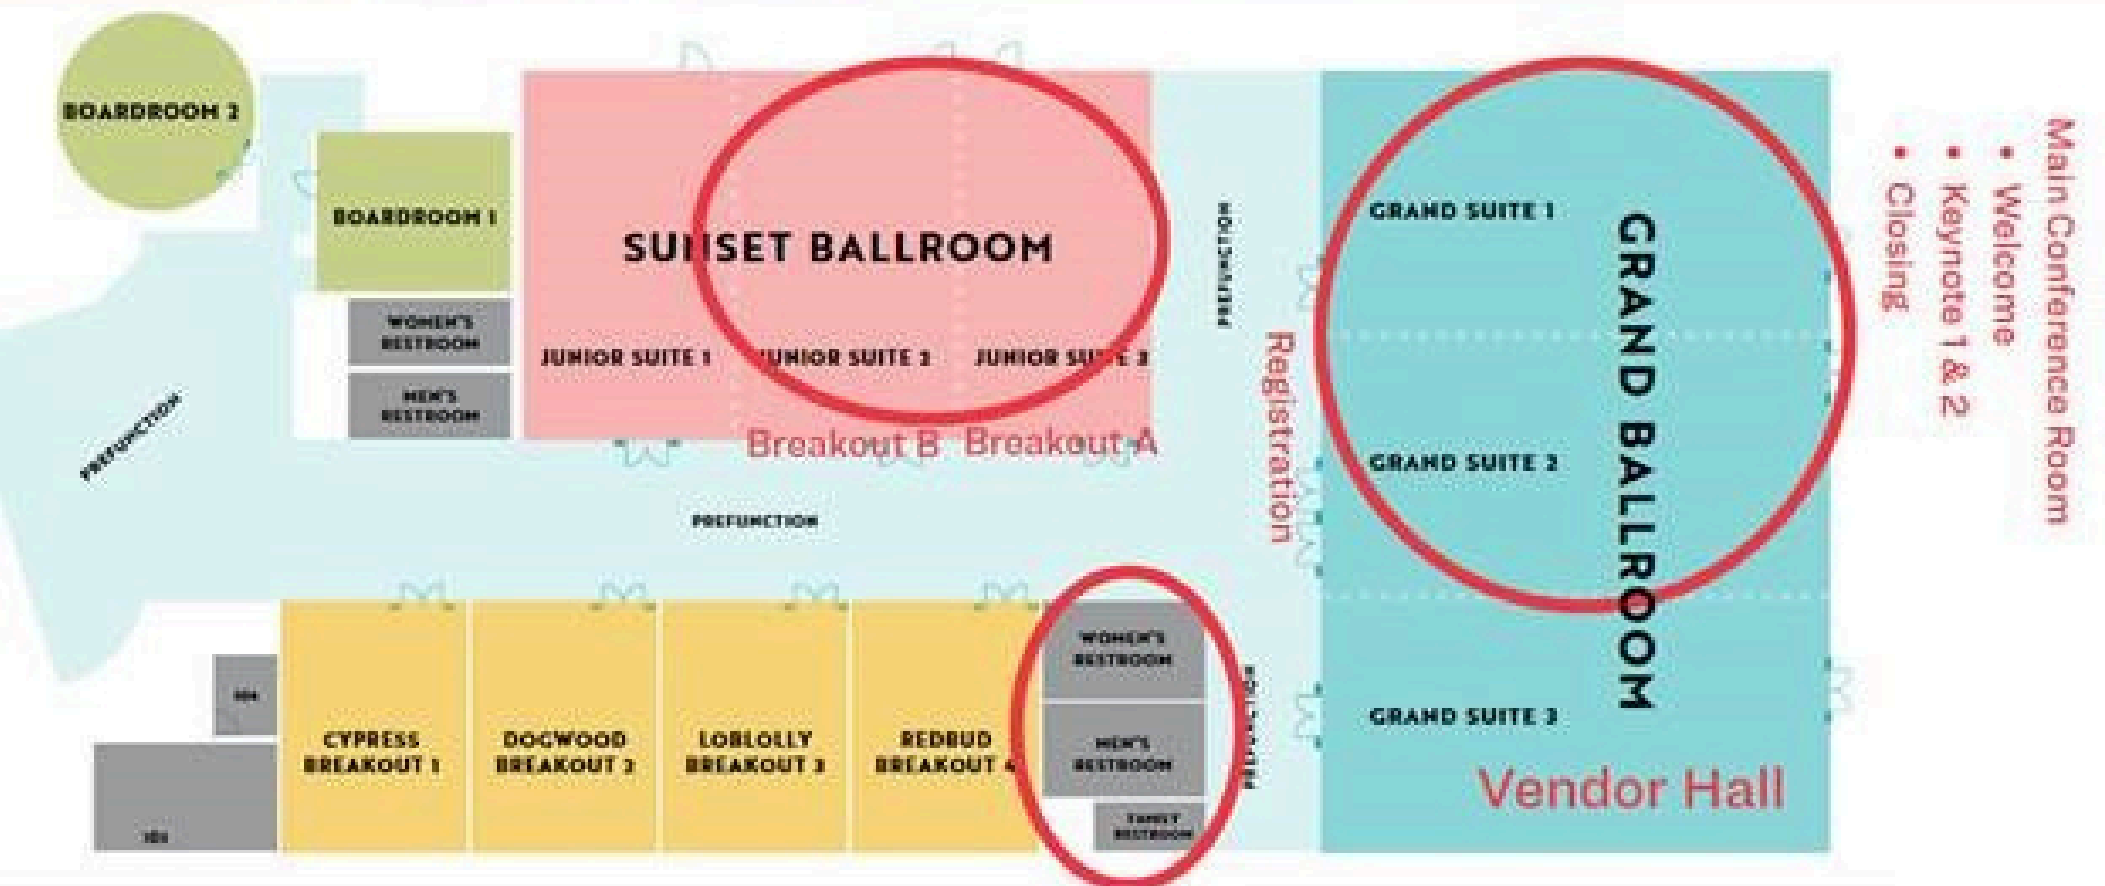 BOARDROOM 2
BOARDROOM 1
WOMEN'S
RESTROOM
MEN'S
RESTROOM
PREFUNCTION
SUNSET BALLROOM
JUNIOR SUITE 1
JUNIOR SUITE 2
JUNIOR SUITE 3
Breakout B
Breakout A
PREFUNCTION
PREFUNCTION
Registration
GRAND SUITE 1
GRAND SUITE 2
GRAND SUITE 3
GRAND BALLROOM
Vendor Hall
Main Conference Room
• Welcome
• Keynote 1 & 2
• Closing
CYPRESS
BREAKOUT 1
DOGWOOD
BREAKOUT 2
LOBLOLLY
BREAKOUT 3
REDBUD
BREAKOUT 4
WOMEN'S
RESTROOM
MEN'S
RESTROOM
FAMILY
RESTROOM
PREFUNCTION